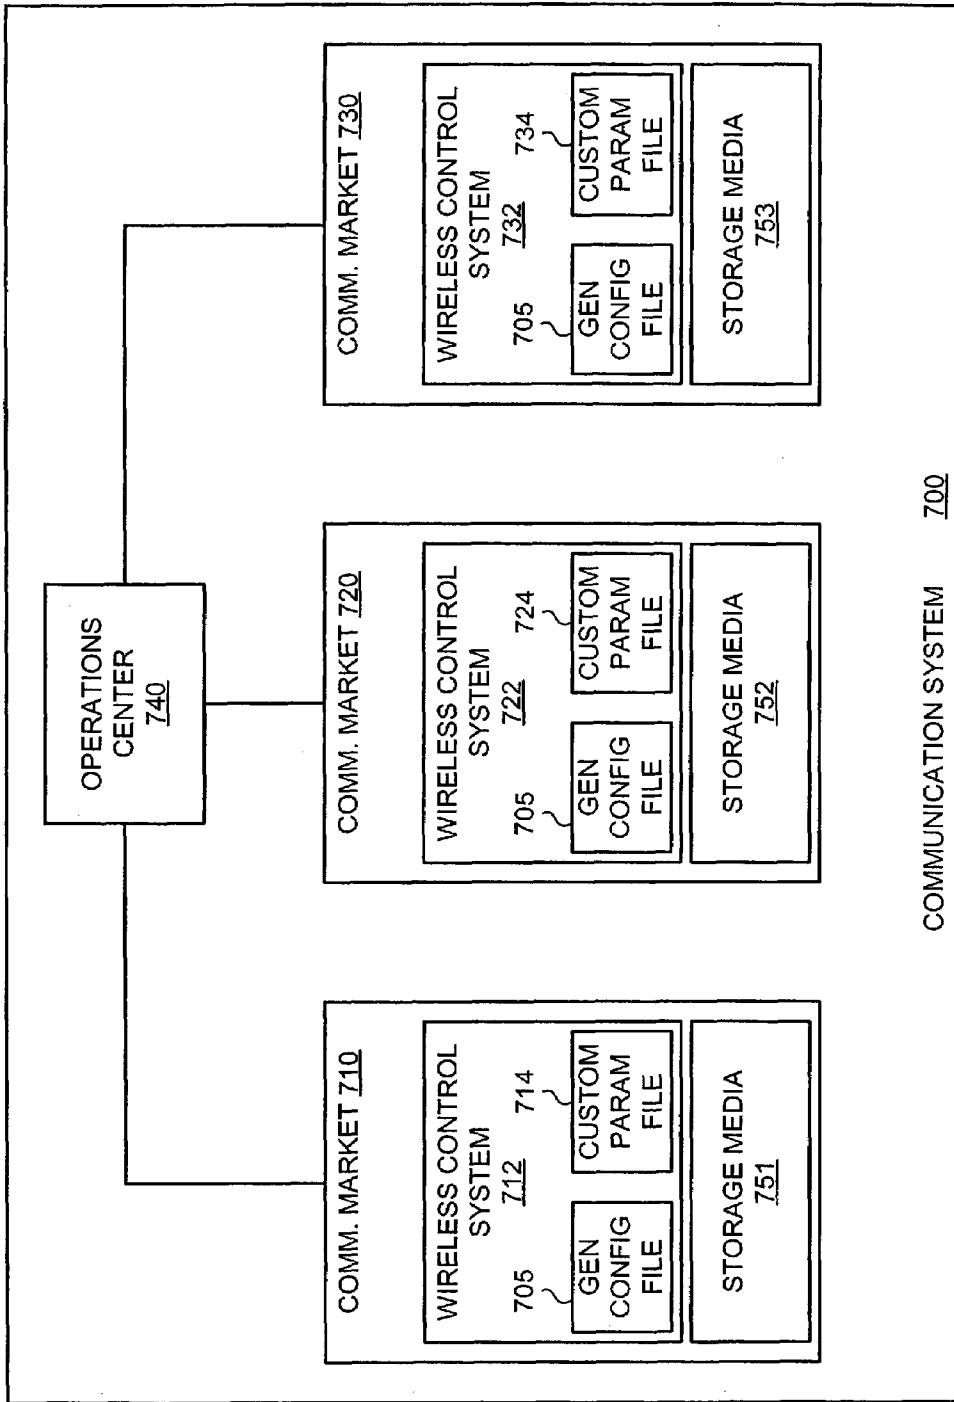 OPERATIONS
CENTER
740
COMM. MARKET 710
WIRELESS CONTROL
SYSTEM
712
705
714
GEN
CONFIG
FILE
CUSTOM
PARAM
FILE
STORAGE MEDIA
751
COMM. MARKET 720
WIRELESS CONTROL
SYSTEM
722
705
724
GEN
CONFIG
FILE
CUSTOM
PARAM
FILE
STORAGE MEDIA
752
COMM. MARKET 730
WIRELESS CONTROL
SYSTEM
732
705
734
GEN
CONFIG
FILE
CUSTOM
PARAM
FILE
STORAGE MEDIA
753
COMMUNICATION SYSTEM 700